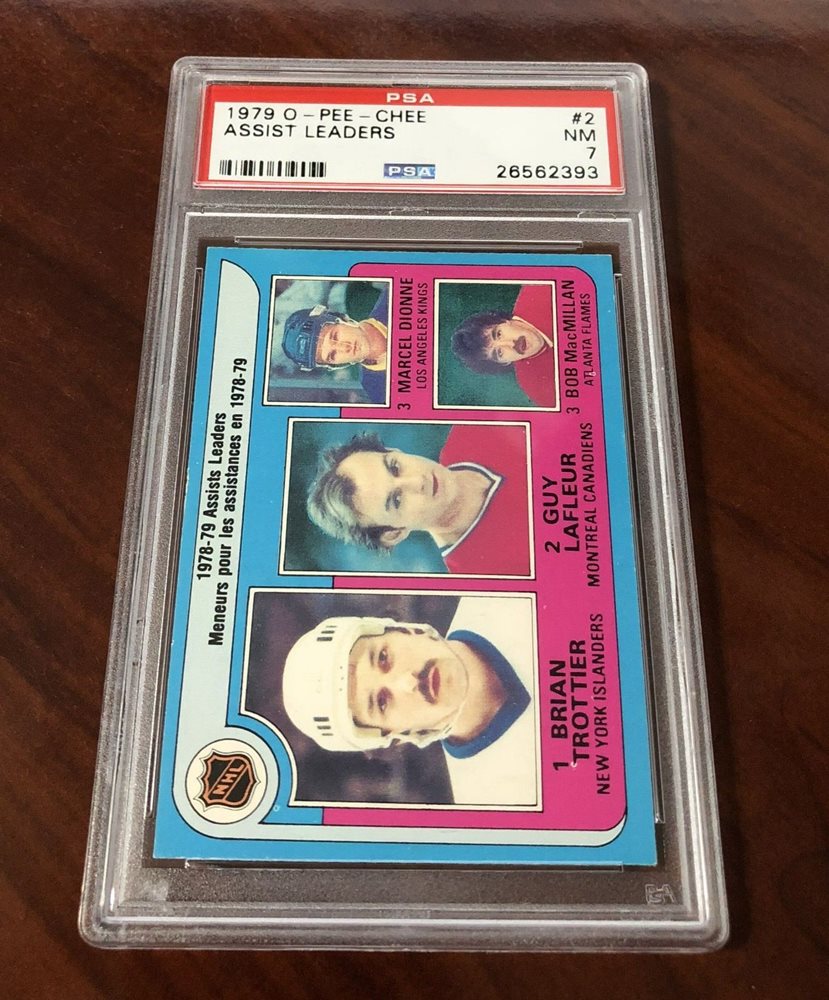 PSA
1979 O-PEE-CHEE #2
ASSIST LEADERS NM
7
PSA 26562393
1978-79 Assists Leaders
Meneurs pour les assistances en 1978-79
NHL
1 BRIAN
TROTTIER
NEW YORK ISLANDERS
2 GUY
LAFLEUR
MONTREAL CANADIENS
3 MARCEL DIONNE
LOS ANGELES KINGS
3 BOB MacMILLAN
ATLANTA FLAMES